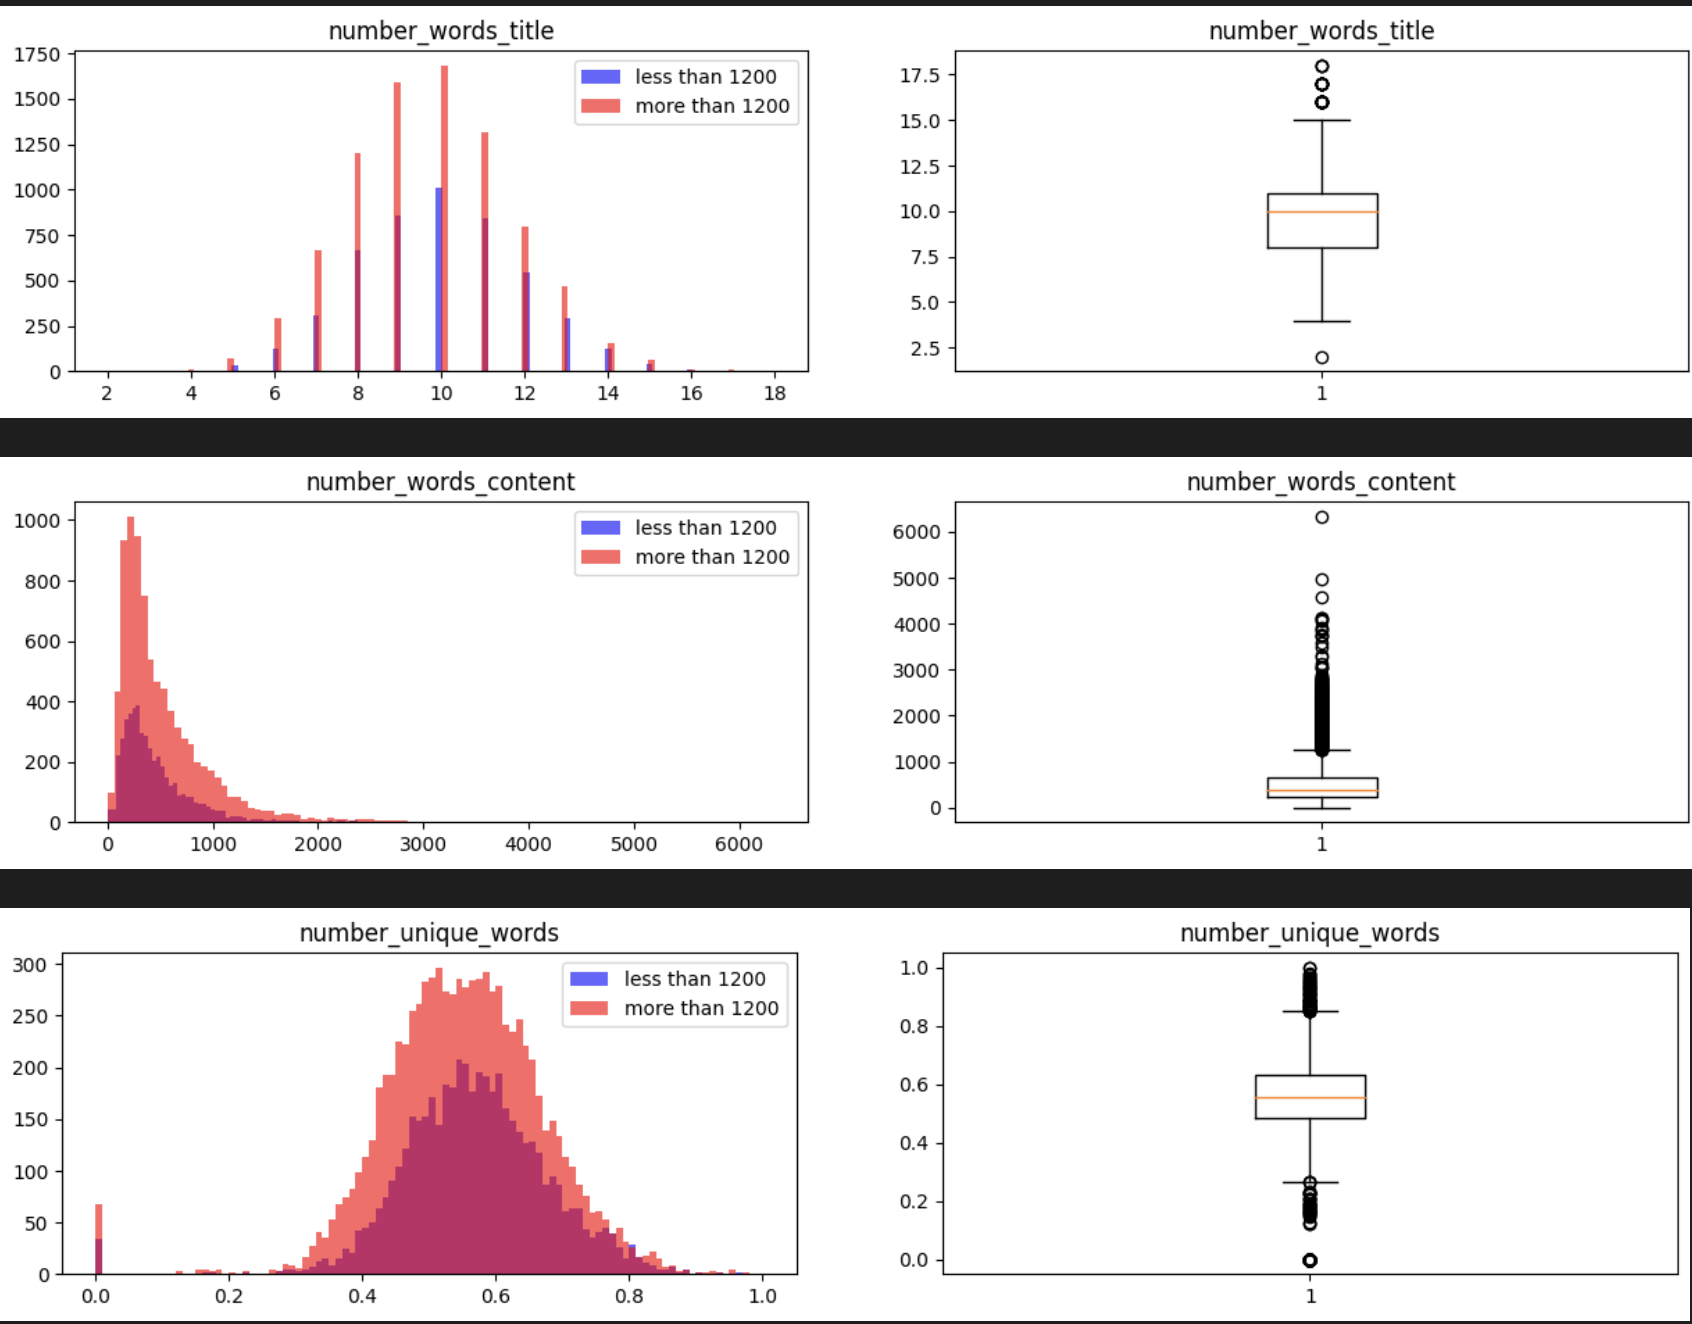 number_words_title
1750
1500
1250
1000
750
500
250
0
2 4 6 8 10 12 14 16 18
less than 1200
more than 1200
number_words_title
17.5
15.0
12.5
10.0
7.5
5.0
2.5
1
number_words_content
1000
800
600
400
200
0
0 1000 2000 3000 4000 5000 6000
less than 1200
more than 1200
number_words_content
6000
5000
4000
3000
2000
1000
0
1
number_unique_words
300
250
200
150
100
50
0
0.0 0.2 0.4 0.6 0.8 1.0
less than 1200
more than 1200
number_unique_words
1.0
0.8
0.6
0.4
0.2
0.0
1